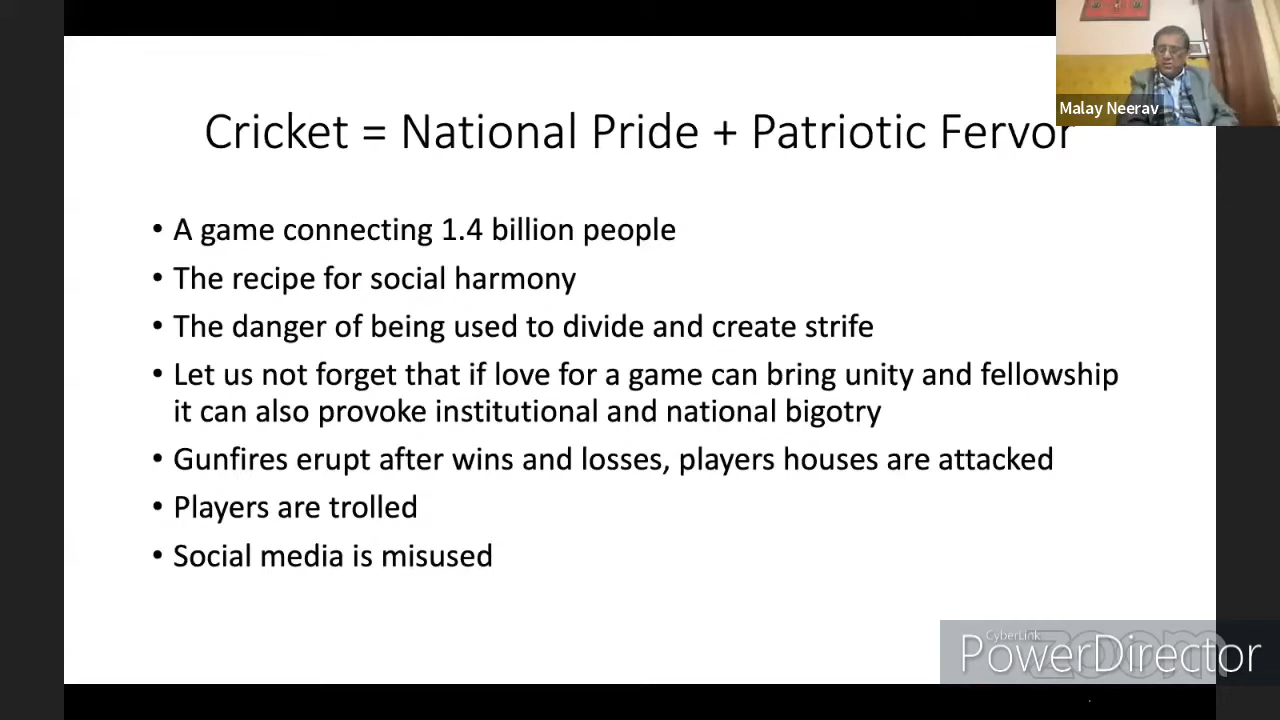 Malay Neerav
Cricket = National Pride + Patriotic Fervor
• A game connecting 1.4 billion people
• The recipe for social harmony
• The danger of being used to divide and create strife
• Let us not forget that if love for a game can bring unity and fellowship
it can also provoke institutional and national bigotry
• Gunfires erupt after wins and losses, players houses are attacked
• Players are trolled
• Social media is misused
CyberLink
zoom
PowerDirector